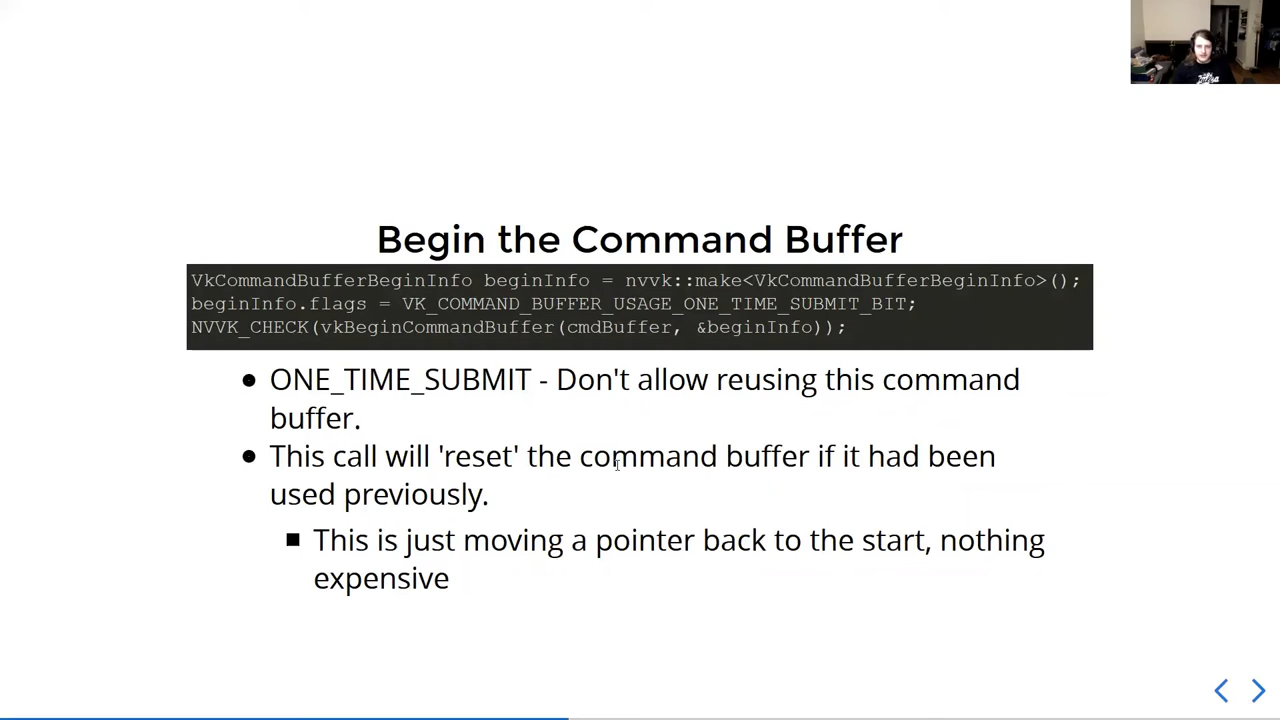 Begin the Command Buffer
VkCommandBufferBeginInfo beginInfo = nvvk::make<VkCommandBufferBeginInfo>();
beginInfo.flags = VK_COMMAND_BUFFER_USAGE_ONE_TIME_SUBMIT_BIT;
NVVK_CHECK(vkBeginCommandBuffer(cmdBuffer, &beginInfo));
• ONE_TIME_SUBMIT - Don't allow reusing this command
buffer.
• This call will 'reset' the command buffer if it had been
used previously.
▪ This is just moving a pointer back to the start, nothing
expensive